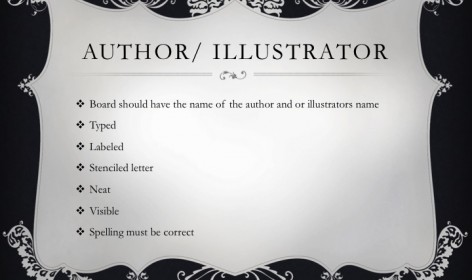 AUTHOR/ ILLUSTRATOR
❖ Board should have the name of the author and or illustrators name
❖ Typed
❖ Labeled
❖ Stenciled letter
❖ Neat
❖ Visible
❖ Spelling must be correct